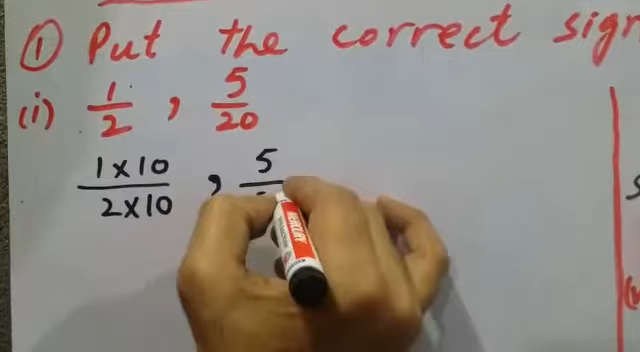 ① Put the correct sign
(i) 1/2 , 5/20
1×10/2×10 , 5